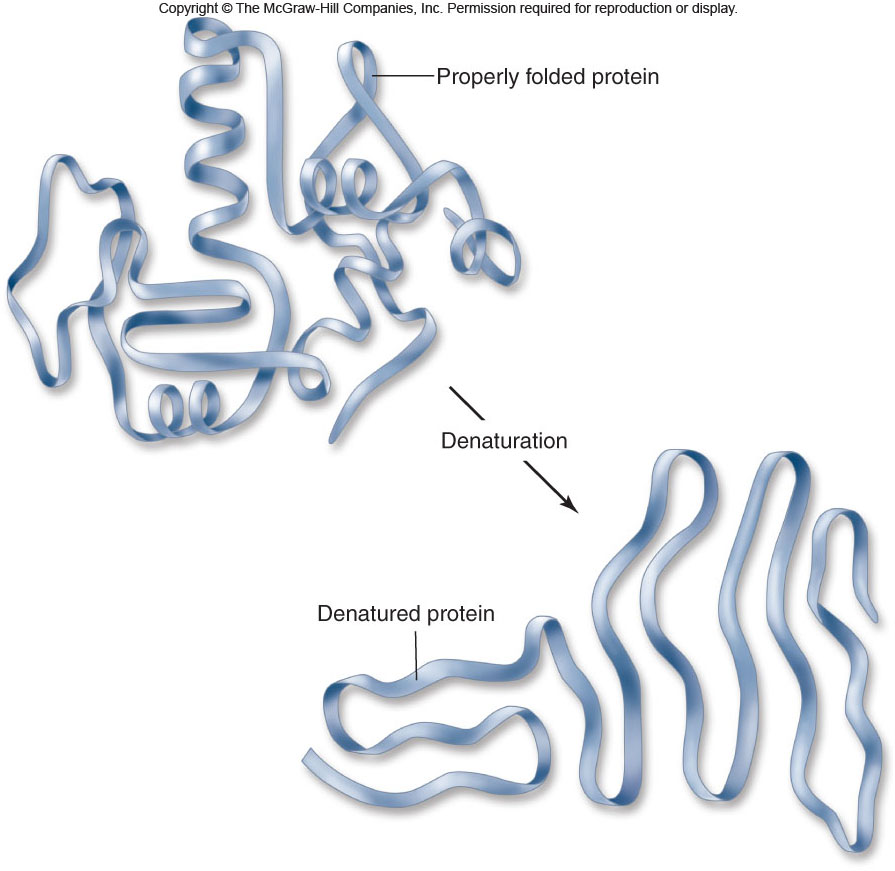 Copyright © The McGraw-Hill Companies, Inc. Permission required for reproduction or display.
Properly folded protein
Denaturation
Denatured protein